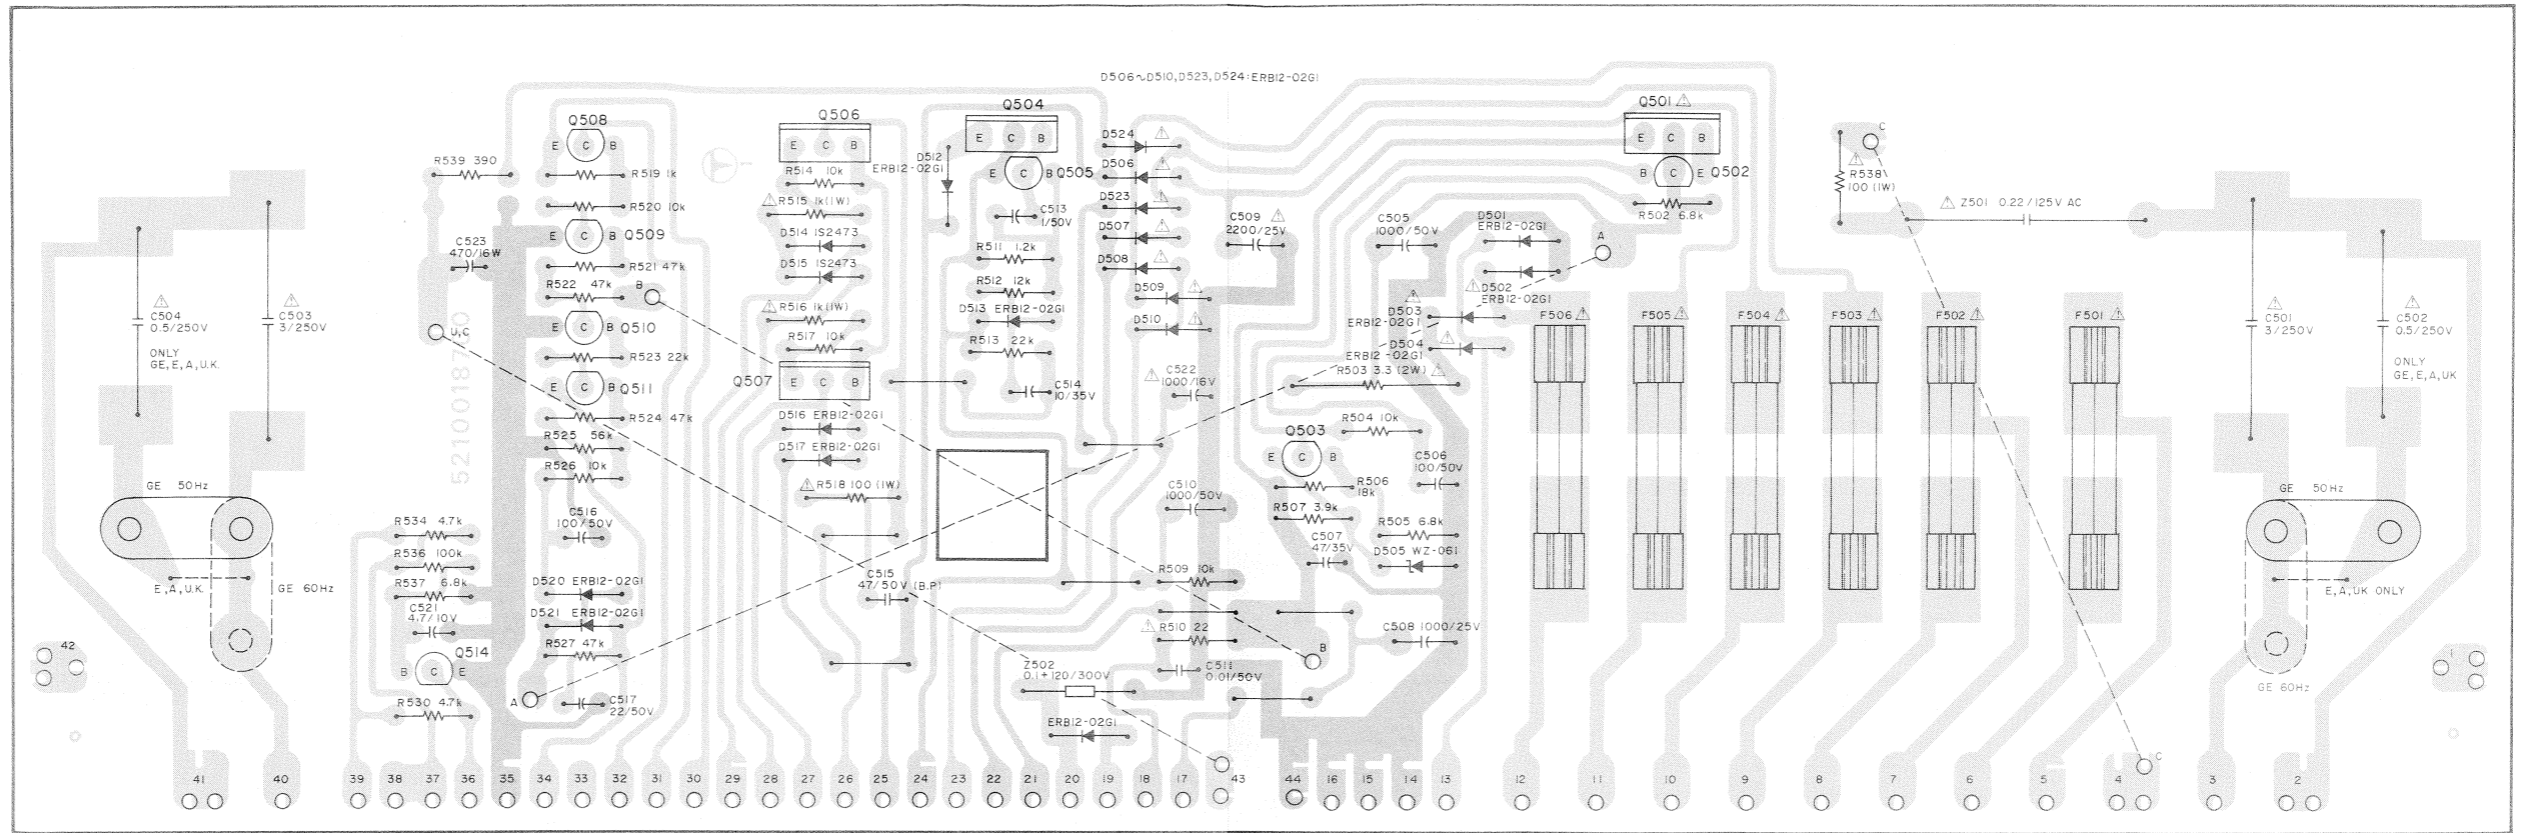 D506~D510,D523,D524:ERB12-02G1
Q508
E C B
R539 390
R519 1k
R520 10k
E C B Q509
C523
470/16W
R521 47k
R522 47k
B
U,C
E C B Q510
R523 22k
E C B
Q511
R524 47k
R525 56k
R526 10k
5210018700
C504
0.5/250V
ONLY
GE,E,A,U.K.
C503
3/250V
GE 50Hz
GE 60Hz
E,A,U.K.
R534 4.7k
R536 100k
R537 6.8k
C521
4.7/10V
Q514
B C E
R530 4.7k
C516
100/50V
D520 ERB12-02G1
D521 ERB12-02G1
R527 47k
A
C517
22/50V
Q506
E C B
R514 10k
R515 1k(1W)
D514 1S2473
D515 1S2473
R516 1k(1W)
R517 10k
Q507
E C B
D516 ERB12-02G1
D517 ERB12-02G1
R518 100 (1W)
C515
47/50V (B.P)
D512
ERB12-02G1
Q504
E C B
E C B Q505
C513
1/50V
R511 1.2k
R512 12k
D513 ERB12-02G1
R513 22k
C514
10/35V
D524
D506
D523
D507
D508
D509
D510
C509
2200/25V
C522
1000/16V
C510
1000/50V
R509 10k
R510 22
C511
0.01/50V
Z502
0.1+120/300V
ERB12-02G1
C505
1000/50V
D501
ERB12-02G1
D502
ERB12-02G1
D503
ERB12-02G1
D504
ERB12-02G1
R503 3.3 (2W)
R504 10k
Q503
E C B
C506
100/50V
R506
18k
R507 3.9k
R505 6.8k
C507
47/35V
D505 WZ-061
B
C508 1000/25V
Q501
E C B
B C E Q502
R502 6.8k
A
C
R538
100 (1W)
Z501 0.22/125V AC
F506
F505
F504
F503
F502
F501
C501
3/250V
C502
0.5/250V
ONLY
GE,E,A,UK
GE 50Hz
E,A,UK ONLY
GE 60Hz
C
42
1
41 40 39 38 37 36 35 34 33 32 31 30 29 28 27 26 25 24 23 22 21 20 19 18 17 43 44 16 15 14 13 12 11 10 9 8 7 6 5 4 3 2